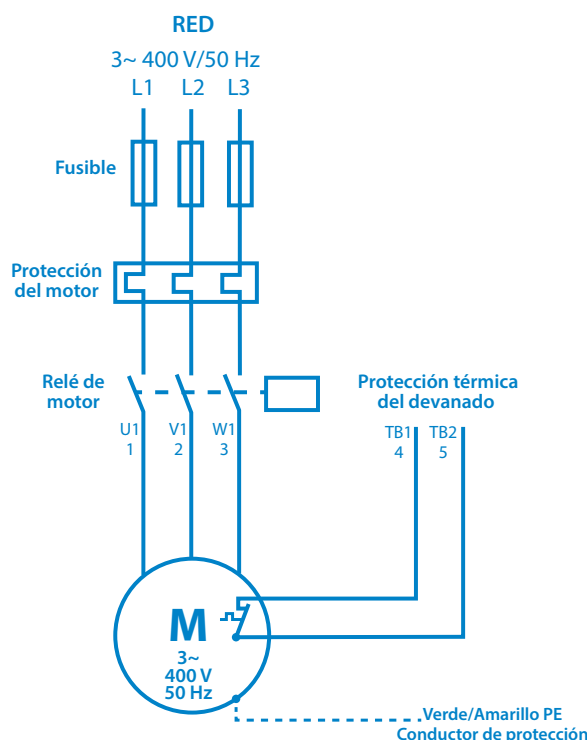 RED
3~ 400 V/50 Hz
L1 L2 L3
Fusible
Protección
del motor
Relé de
motor
Protección térmica
del devanado
U1 V1 W1
1 2 3
TB1 TB2
4 5
M
3~
400 V
50 Hz
Verde/Amarillo PE
Conductor de protección